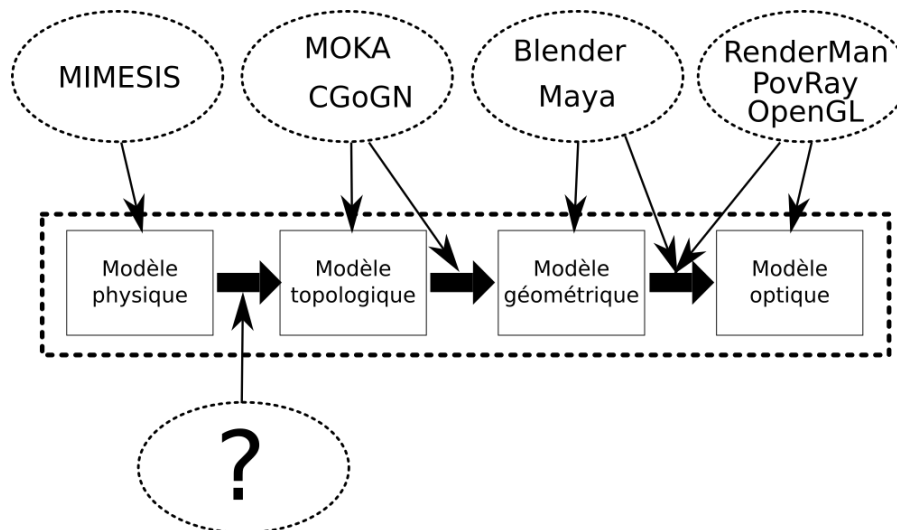 MIMESIS
MOKA
CGoGN
Blender
Maya
RenderMan
PovRay
OpenGL
Modèle
physique
Modèle
topologique
Modèle
géométrique
Modèle
optique
?